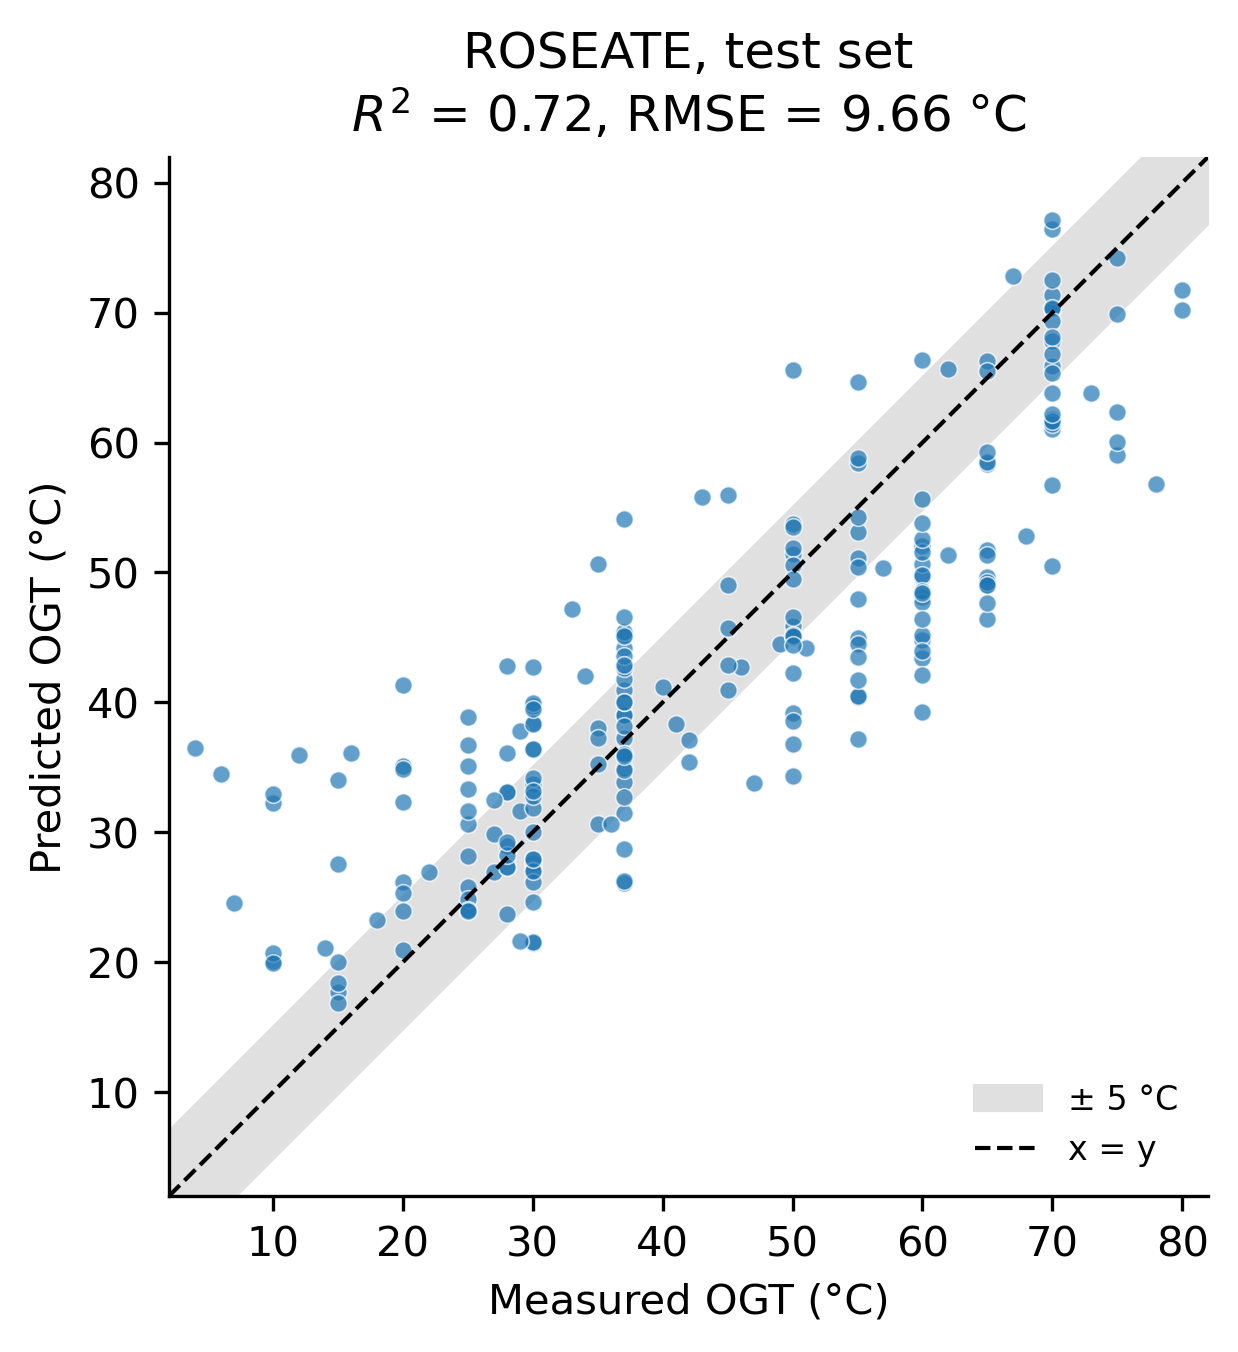 ROSEATE, test set
R² = 0.72, RMSE = 9.66 °C
80
70
60
50
40
30
20
10
Predicted OGT (°C)
± 5 °C
x = y
10 20 30 40 50 60 70 80
Measured OGT (°C)